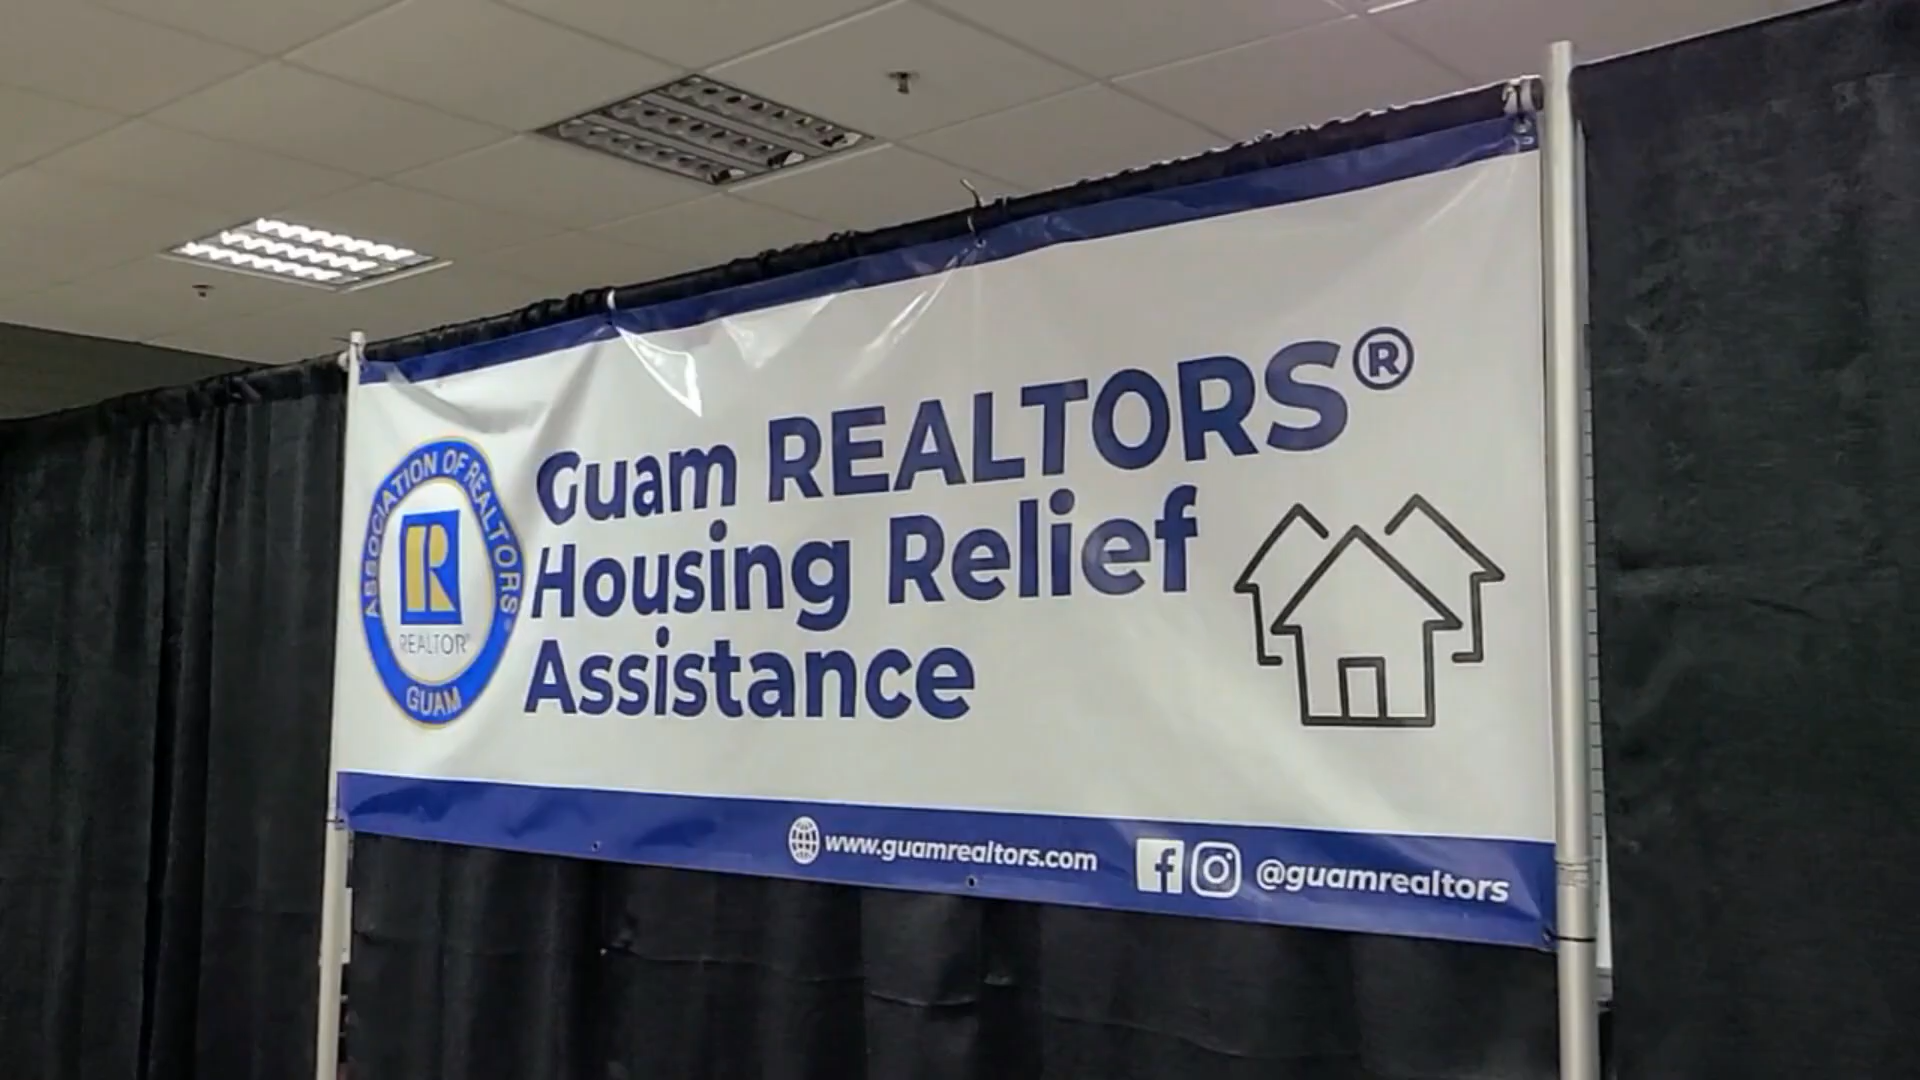 ASSOCIATION OF REALTORS®
R
REALTOR®
GUAM
Guam REALTORS®
Housing Relief
Assistance
www.guamrealtors.com
@guamrealtors